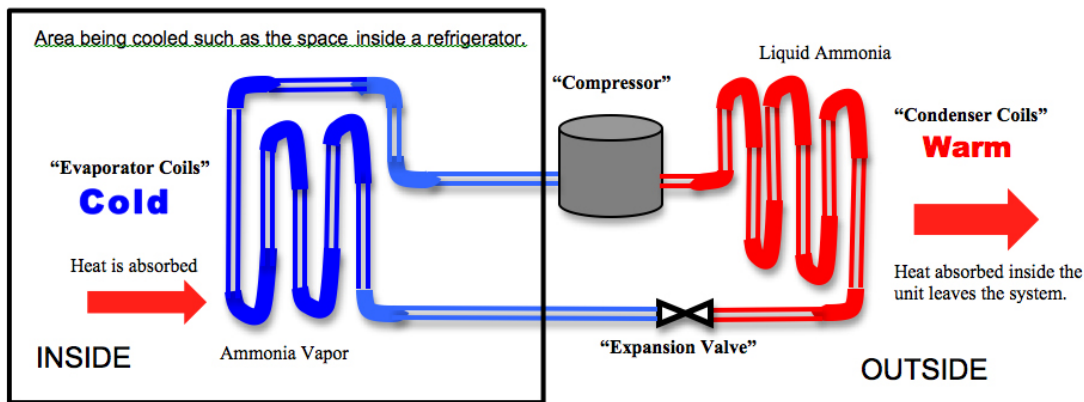 Area being cooled such as the space inside a refrigerator.
Liquid Ammonia
“Compressor”
“Condenser Coils”
Warm
“Evaporator Coils”
Cold
Heat is absorbed
Heat absorbed inside the
unit leaves the system.
“Expansion Valve”
Ammonia Vapor
INSIDE
OUTSIDE